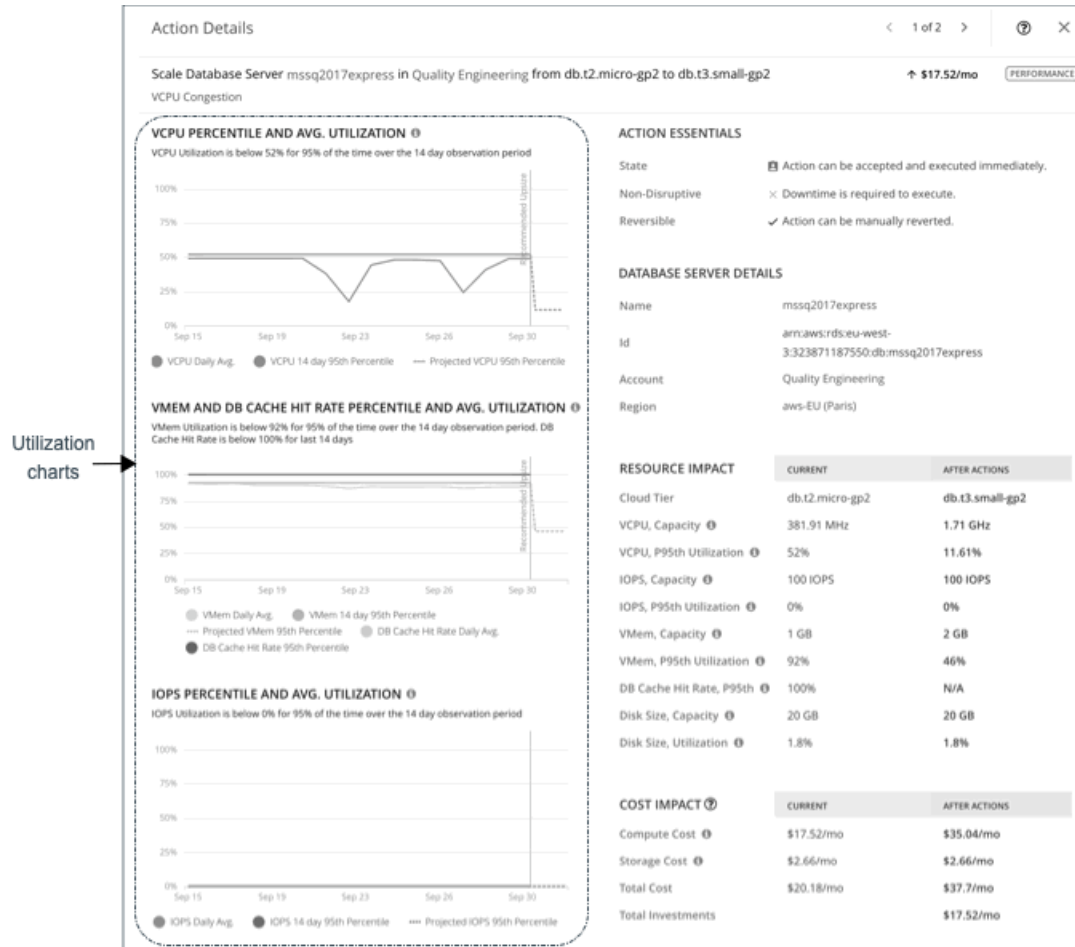 Action Details
1 of 2
Scale Database Server mssq2017express in Quality Engineering from db.t2.micro-gp2 to db.t3.small-gp2
↑ $17.52/mo
PERFORMANCE
VCPU Congestion
Utilization
charts
VCPU PERCENTILE AND AVG. UTILIZATION
VCPU Utilization is below 52% for 95% of the time over the 14 day observation period
100%
75%
50%
25%
0%
Recommended Upsize
Sep 15 Sep 19 Sep 23 Sep 26 Sep 30
VCPU Daily Avg. VCPU 14 day 95th Percentile Projected VCPU 95th Percentile
VMEM AND DB CACHE HIT RATE PERCENTILE AND AVG. UTILIZATION
VMem Utilization is below 92% for 95% of the time over the 14 day observation period. DB
Cache Hit Rate is below 100% for last 14 days
100%
75%
50%
25%
0%
Recommended Upsize
Sep 15 Sep 19 Sep 23 Sep 26 Sep 30
VMem Daily Avg. VMem 14 day 95th Percentile
Projected VMem 95th Percentile DB Cache Hit Rate Daily Avg.
DB Cache Hit Rate 95th Percentile
IOPS PERCENTILE AND AVG. UTILIZATION
IOPS Utilization is below 0% for 95% of the time over the 14 day observation period
100%
75%
50%
25%
0%
Sep 15 Sep 19 Sep 23 Sep 26 Sep 30
IOPS Daily Avg. IOPS 14 day 95th Percentile Projected IOPS 95th Percentile
ACTION ESSENTIALS
State Action can be accepted and executed immediately.
Non-Disruptive × Downtime is required to execute.
Reversible ✓ Action can be manually reverted.
DATABASE SERVER DETAILS
Name mssq2017express
Id arn:aws:rds:eu-west-
3:323871187550:db:mssq2017express
Account Quality Engineering
Region aws-EU (Paris)
RESOURCE IMPACT CURRENT AFTER ACTIONS
Cloud Tier db.t2.micro-gp2 db.t3.small-gp2
VCPU, Capacity 381.91 MHz 1.71 GHz
VCPU, P95th Utilization 52% 11.61%
IOPS, Capacity 100 IOPS 100 IOPS
IOPS, P95th Utilization 0% 0%
VMem, Capacity 1 GB 2 GB
VMem, P95th Utilization 92% 46%
DB Cache Hit Rate, P95th 100% N/A
Disk Size, Capacity 20 GB 20 GB
Disk Size, Utilization 1.8% 1.8%
COST IMPACT CURRENT AFTER ACTIONS
Compute Cost $17.52/mo $35.04/mo
Storage Cost $2.66/mo $2.66/mo
Total Cost $20.18/mo $37.7/mo
Total Investments $17.52/mo